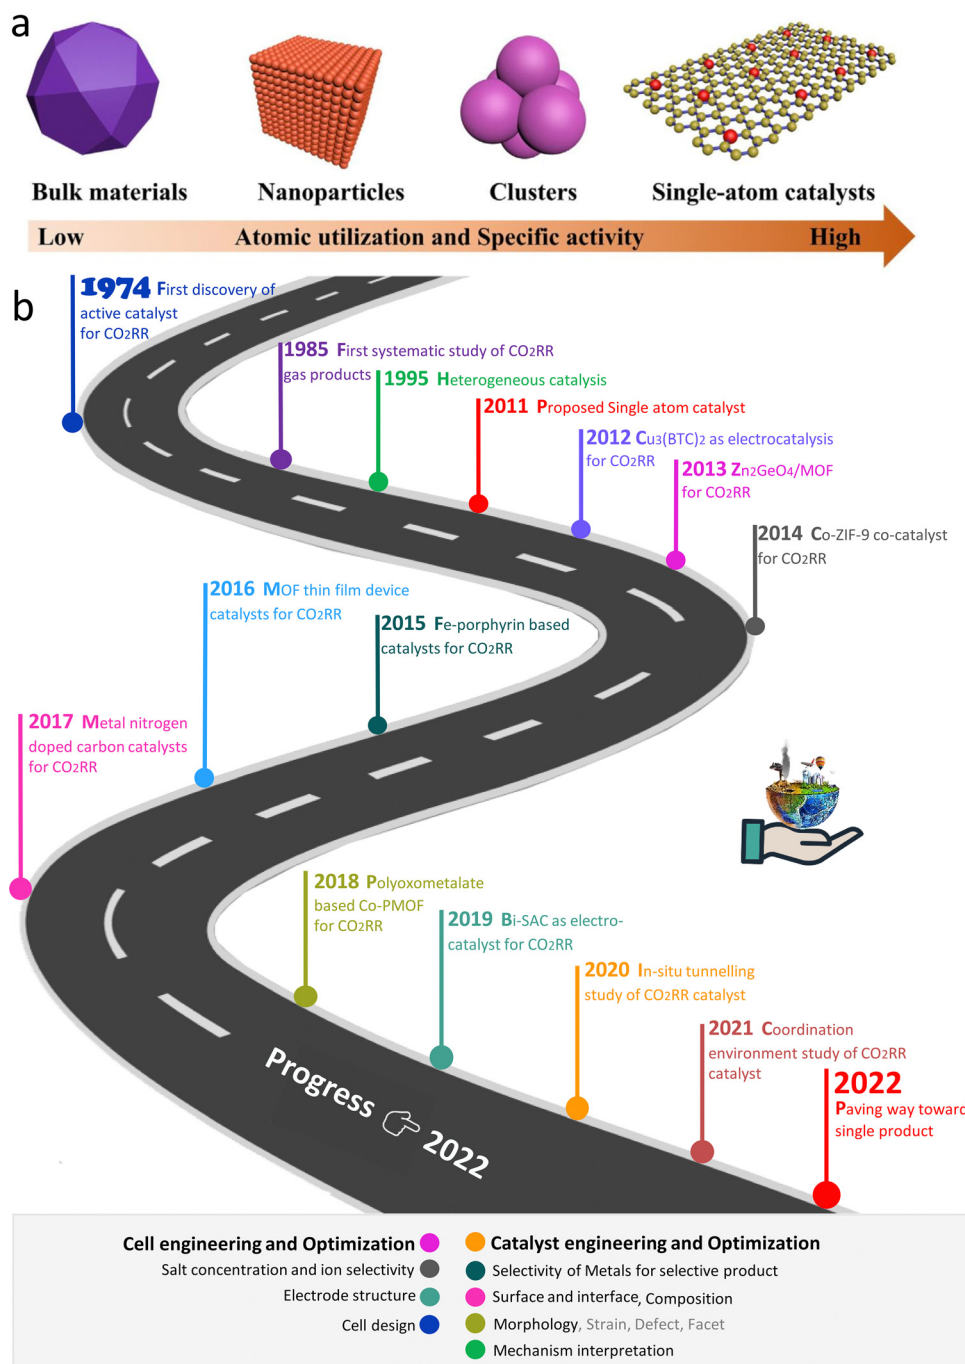 a
Bulk materials
Nanoparticles
Clusters
Single-atom catalysts
Low
Atomic utilization and Specific activity
High
b
1974 First discovery of
active catalyst
for CO2RR
1985 First systematic study of CO2RR
gas products
1995 Heterogeneous catalysis
2011 Proposed Single atom catalyst
2012 Cu3(BTC)2 as electrocatalysis
for CO2RR
2013 Zn2GeO4/MOF
for CO2RR
2014 Co-ZIF-9 co-catalyst
for CO2RR
2015 Fe-porphyrin based
catalysts for CO2RR
2016 MOF thin film device
catalysts for CO2RR
2017 Metal nitrogen
doped carbon catalysts
for CO2RR
2018 Polyoxometalate
based Co-PMOF
for CO2RR
2019 Bi-SAC as electro-
catalyst for CO2RR
2020 In-situ tunnelling
study of CO2RR catalyst
2021 Coordination
environment study of CO2RR
catalyst
2022
Paving way toward
single product
Progress 2022
Cell engineering and Optimization
Salt concentration and ion selectivity
Electrode structure
Cell design
Catalyst engineering and Optimization
Selectivity of Metals for selective product
Surface and interface, Composition
Morphology, Strain, Defect, Facet
Mechanism interpretation